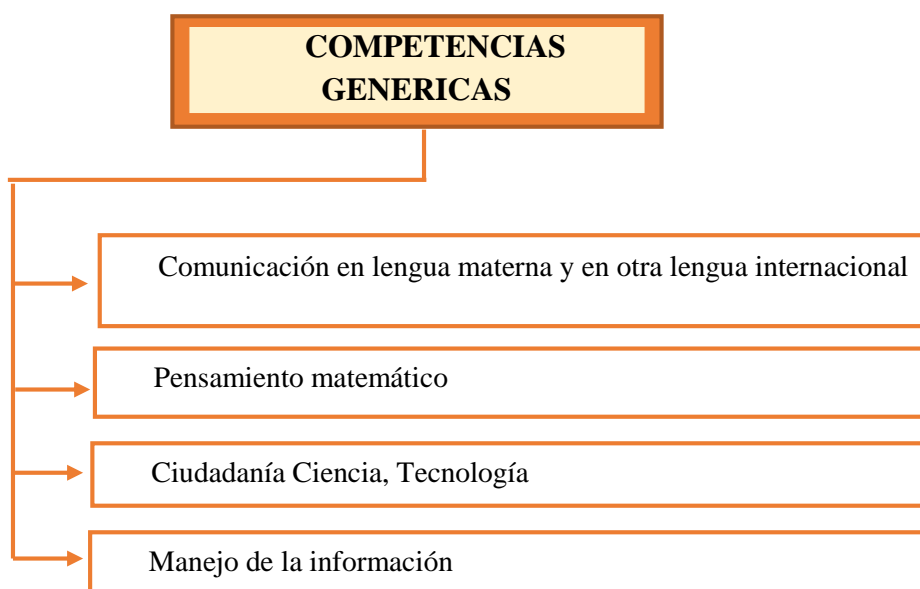 COMPETENCIAS
GENERICAS
Comunicación en lengua materna y en otra lengua internacional
Pensamiento matemático
Ciudadanía Ciencia, Tecnología
Manejo de la información